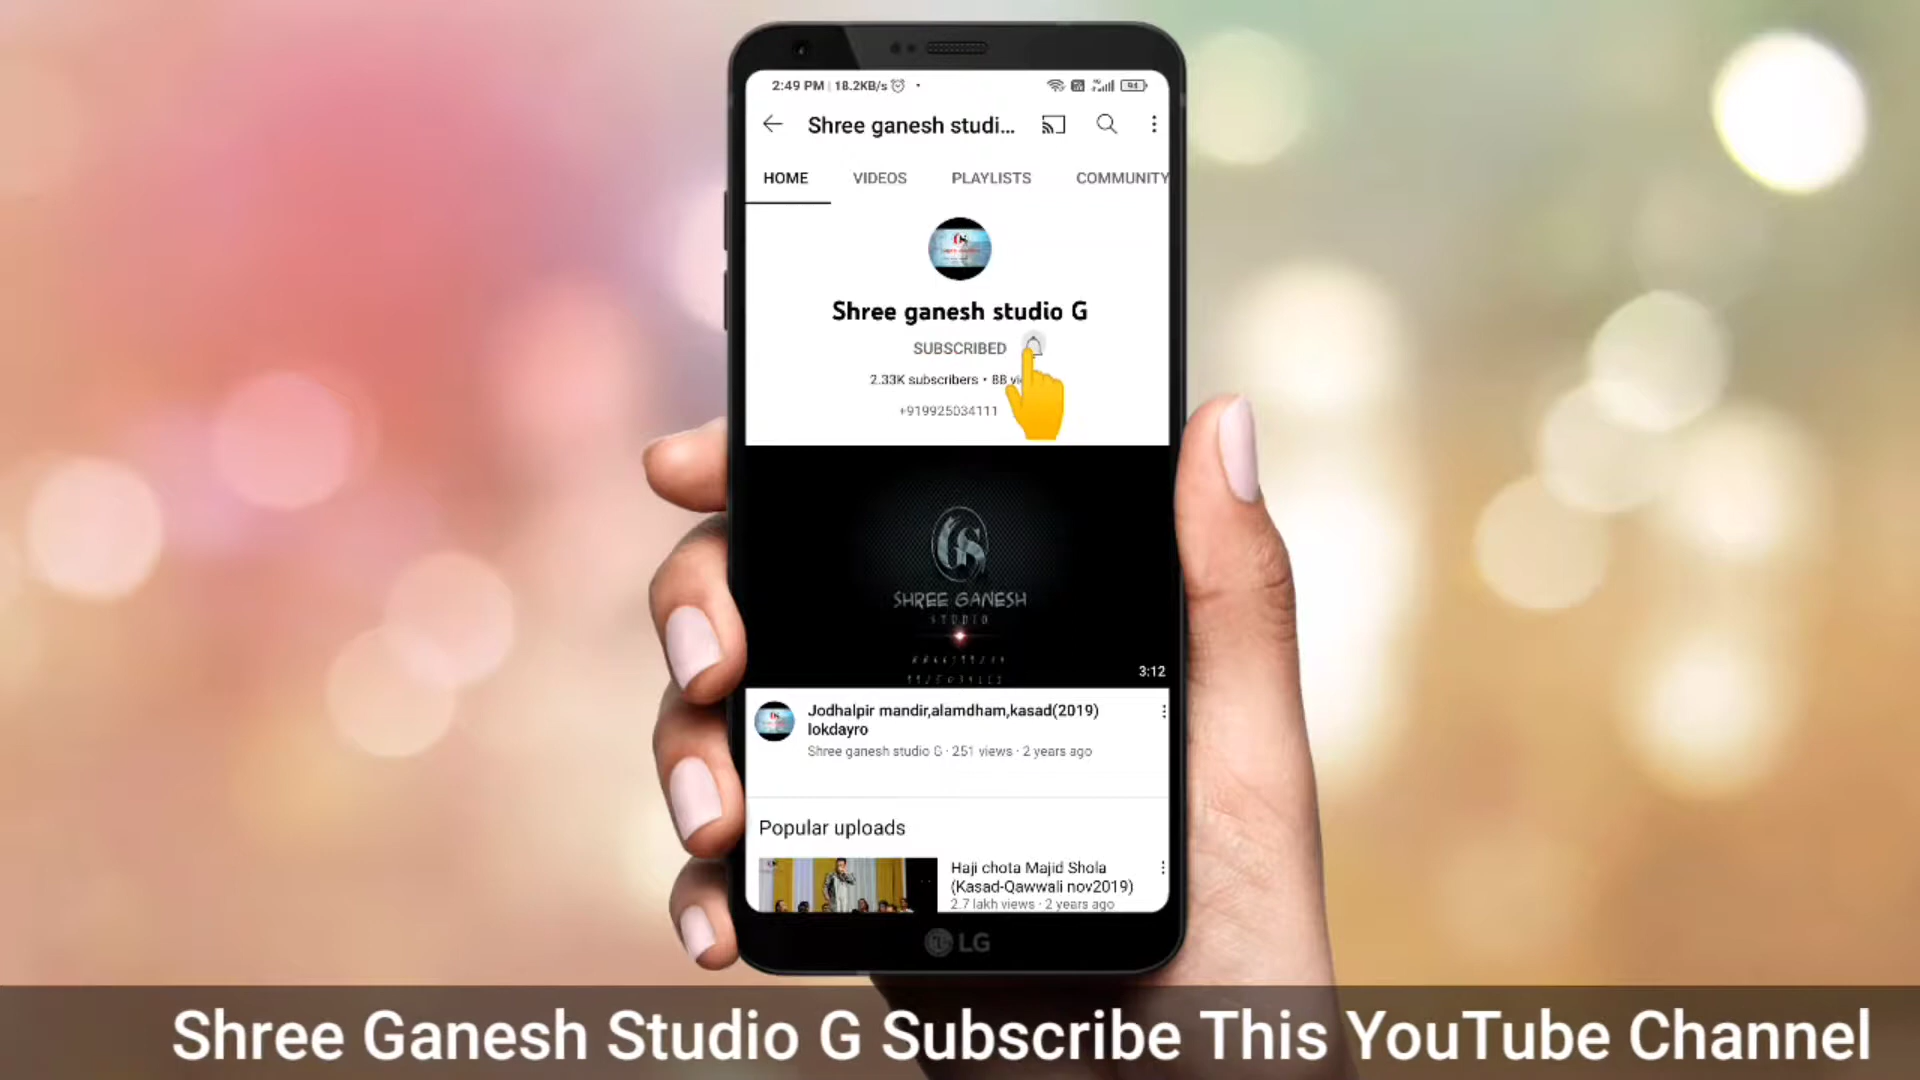 2:49 PM | 18.2KB/s
94
Shree ganesh studi...
HOME VIDEOS PLAYLISTS COMMUNITY
Shree ganesh studio G
SUBSCRIBED
2.33K subscribers • 88
+919925034111
GS
SHREE GANESH
STUDIO
3:12
Jodhalpir mandir,alamdham,kasad(2019)
lokdayro
Shree ganesh studio G · 251 views · 2 years ago
Popular uploads
Haji chota Majid Shola
(Kasad-Qawwali nov2019)
2.7 lakh views · 2 years ago
LG
Shree Ganesh Studio G Subscribe This YouTube Channel